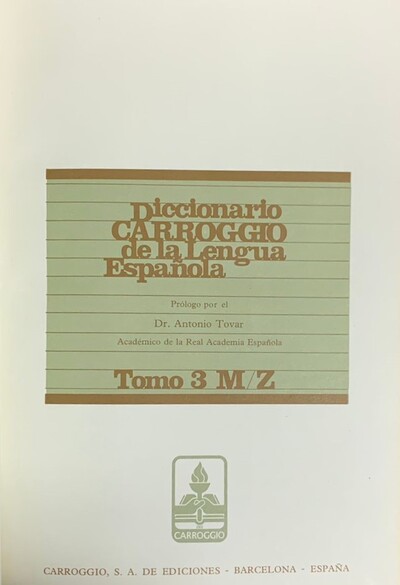 Diccionario
CARROGGIO
de la Lengua
Española
Prólogo por él
Dr. Antonio Tovar
Académico de la Real Academia Española
Tomo 3 M/Z
CARROGGIO
CARROGGIO, S. A. DE EDICIONES - BARCELONA - ESPAÑA